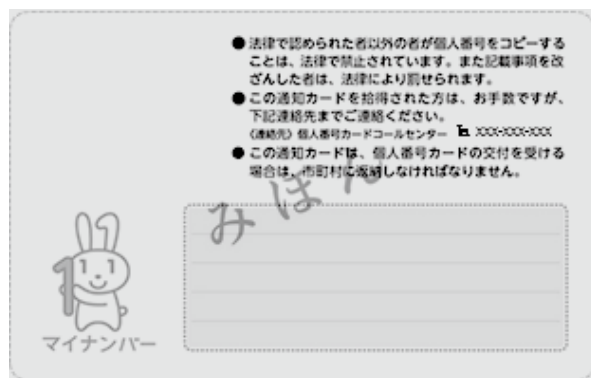 ●法律で認められた者以外の者が個人番号をコピーする
ことは、法律で禁止されています。また記載事項を改
ざんした者は、法律により罰せられます。
●この通知カードを拾得された方は、お手数ですが、
下記連絡先までご連絡ください。
〈連絡先〉個人番号カードコールセンター ℡ XXX-XXX-XXX
●この通知カードは、個人番号カードの交付を受ける
場合は、市町村に返納しなければなりません。
みほん
1
マイナンバー